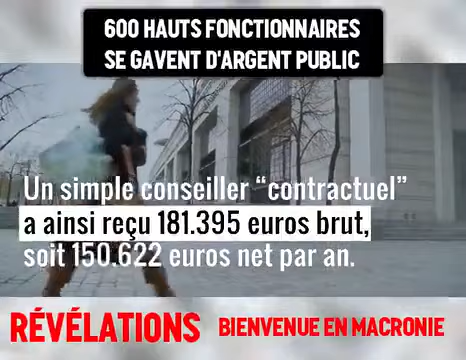 600 HAUTS FONCTIONNAIRES
SE GAVENT D'ARGENT PUBLIC
Un simple conseiller “contractuel”
a ainsi reçu 181.395 euros brut,
soit 150.622 euros net par an.
RÉVÉLATIONS BIENVENUE EN MACRONIE